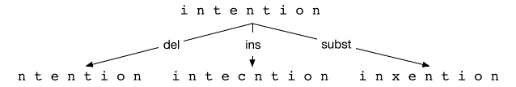 intention
del ins subst
ntention intecntion inxention